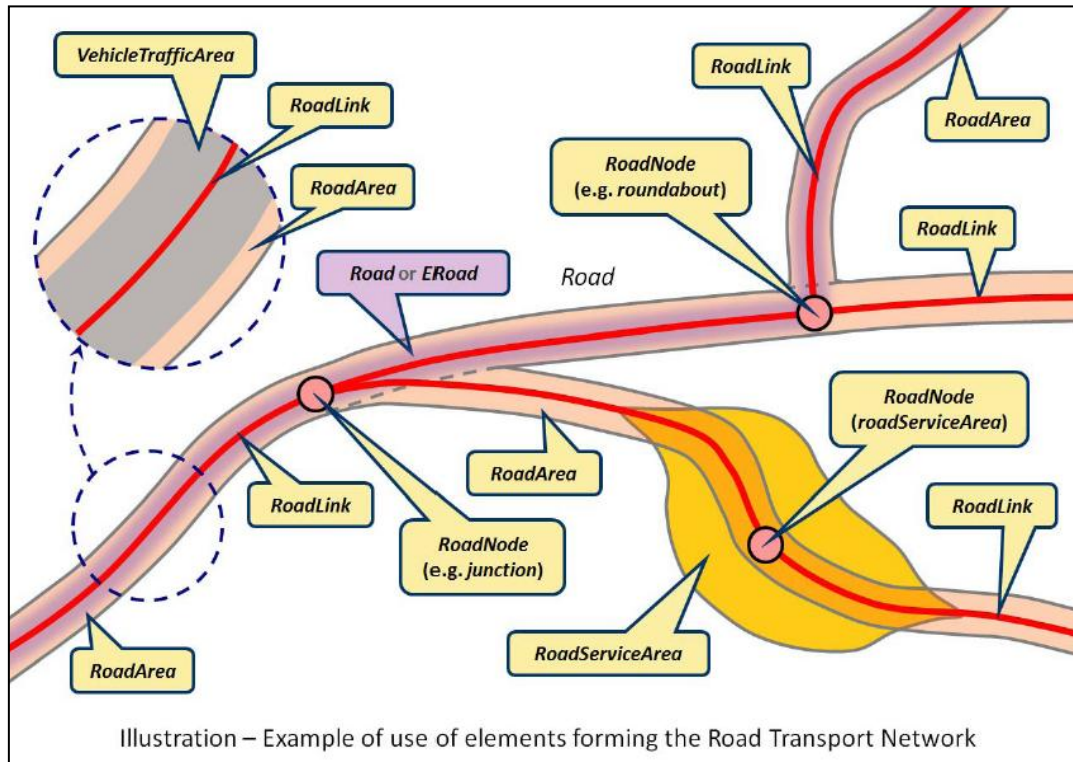 VehicleTrafficArea
RoadLink
RoadArea
RoadLink
RoadArea
RoadNode
(e.g. roundabout)
RoadLink
Road or ERoad
Road
RoadNode
(roadServiceArea)
RoadArea
RoadLink
RoadLink
RoadNode
(e.g. junction)
RoadServiceArea
RoadArea
Illustration – Example of use of elements forming the Road Transport Network